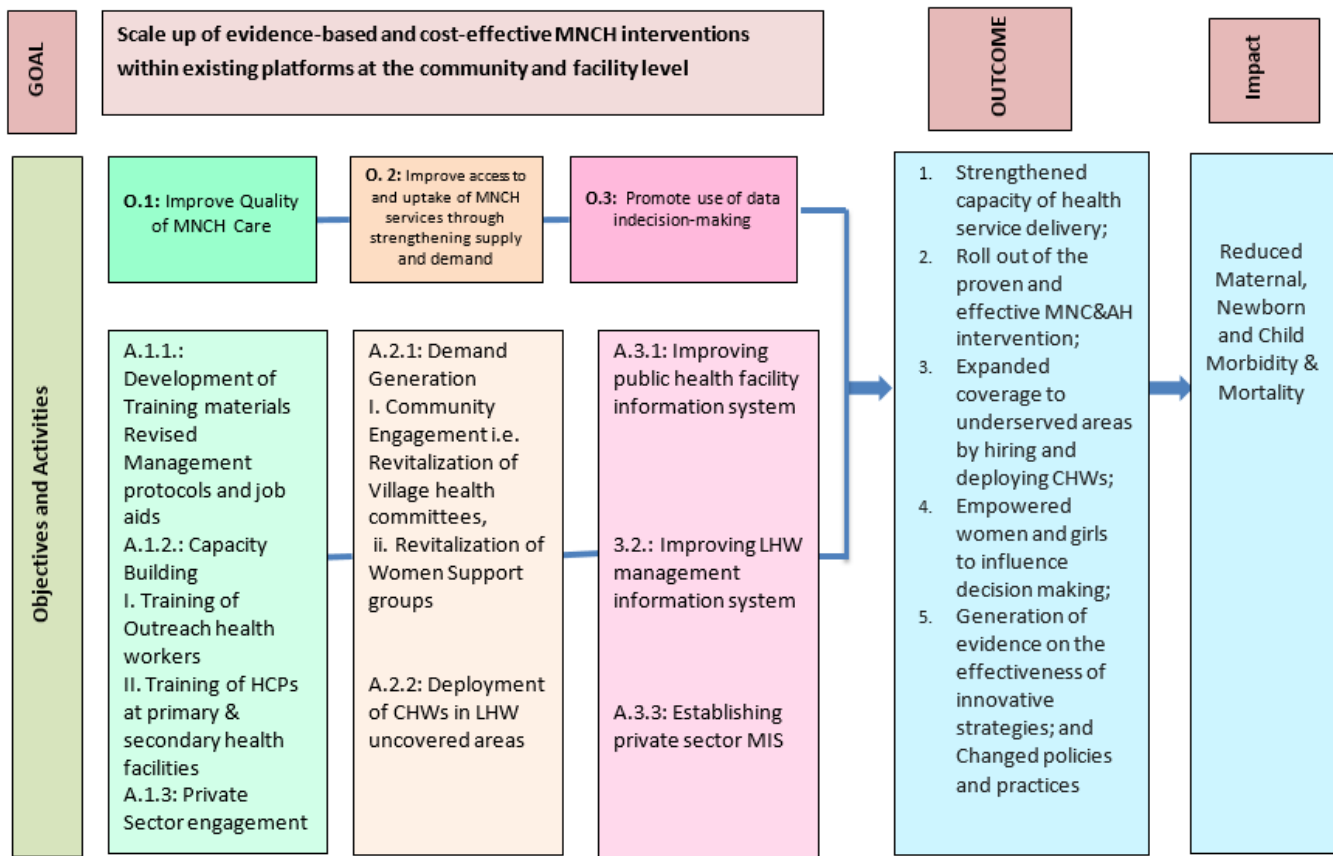 GOAL
Scale up of evidence-based and cost-effective MNCH interventions
within existing platforms at the community and facility level
OUTCOME
Impact
Objectives and Activities
O.1: Improve Quality
of MNCH Care
O. 2: Improve access to
and uptake of MNCH
services through
strengthening supply
and demand
O.3: Promote use of data
indecision-making
A.1.1.:
Development of
Training materials
Revised
Management
protocols and job
aids
A.1.2.: Capacity
Building
I. Training of
Outreach health
workers
II. Training of HCPs
at primary &
secondary health
facilities
A.1.3: Private
Sector engagement
A.2.1: Demand
Generation
I. Community
Engagement i.e.
Revitalization of
Village health
committees,
ii. Revitalization of
Women Support
groups
A.2.2: Deployment
of CHWs in LHW
uncovered areas
A.3.1: Improving
public health facility
information system
3.2.: Improving LHW
management
information system
A.3.3: Establishing
private sector MIS
1. Strengthened
capacity of health
service delivery;
2. Roll out of the
proven and
effective MNC&AH
intervention;
3. Expanded
coverage to
underserved areas
by hiring and
deploying CHWs;
4. Empowered
women and girls
to influence
decision making;
5. Generation of
evidence on the
effectiveness of
innovative
strategies; and
Changed policies
and practices
Reduced
Maternal,
Newborn
and Child
Morbidity &
Mortality